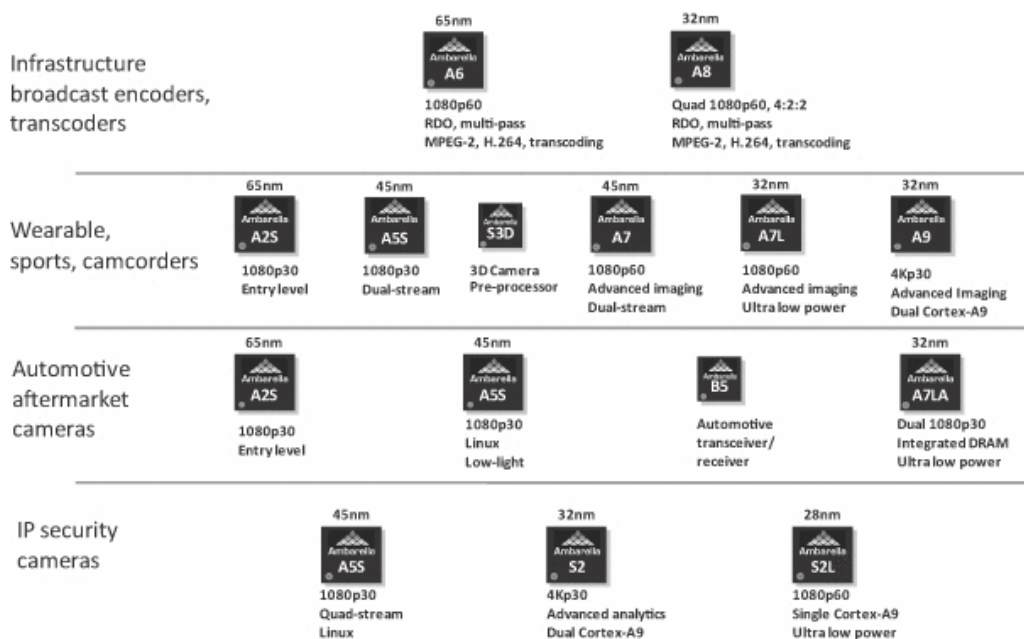 Infrastructure
broadcast encoders,
transcoders
65nm
Ambarella
A6
1080p60
RDO, multi-pass
MPEG-2, H.264, transcoding
32nm
Ambarella
A8
Quad 1080p60, 4:2:2
RDO, multi-pass
MPEG-2, H.264, transcoding
Wearable,
sports, camcorders
65nm
Ambarella
A2S
1080p30
Entry level
45nm
Ambarella
A5S
1080p30
Dual-stream
Ambarella
S3D
3D Camera
Pre-processor
45nm
Ambarella
A7
1080p60
Advanced imaging
Dual-stream
32nm
Ambarella
A7L
1080p60
Advanced imaging
Ultra low power
32nm
Ambarella
A9
4Kp30
Advanced Imaging
Dual Cortex-A9
Automotive
aftermarket
cameras
65nm
Ambarella
A2S
1080p30
Entry level
45nm
Ambarella
A5S
1080p30
Linux
Low-light
Ambarella
B5
Automotive
transceiver/
receiver
32nm
Ambarella
A7LA
Dual 1080p30
Integrated DRAM
Ultra low power
IP security
cameras
45nm
Ambarella
A5S
1080p30
Quad-stream
Linux
32nm
Ambarella
S2
4Kp30
Advanced analytics
Dual Cortex-A9
28nm
Ambarella
S2L
1080p60
Single Cortex-A9
Ultra low power